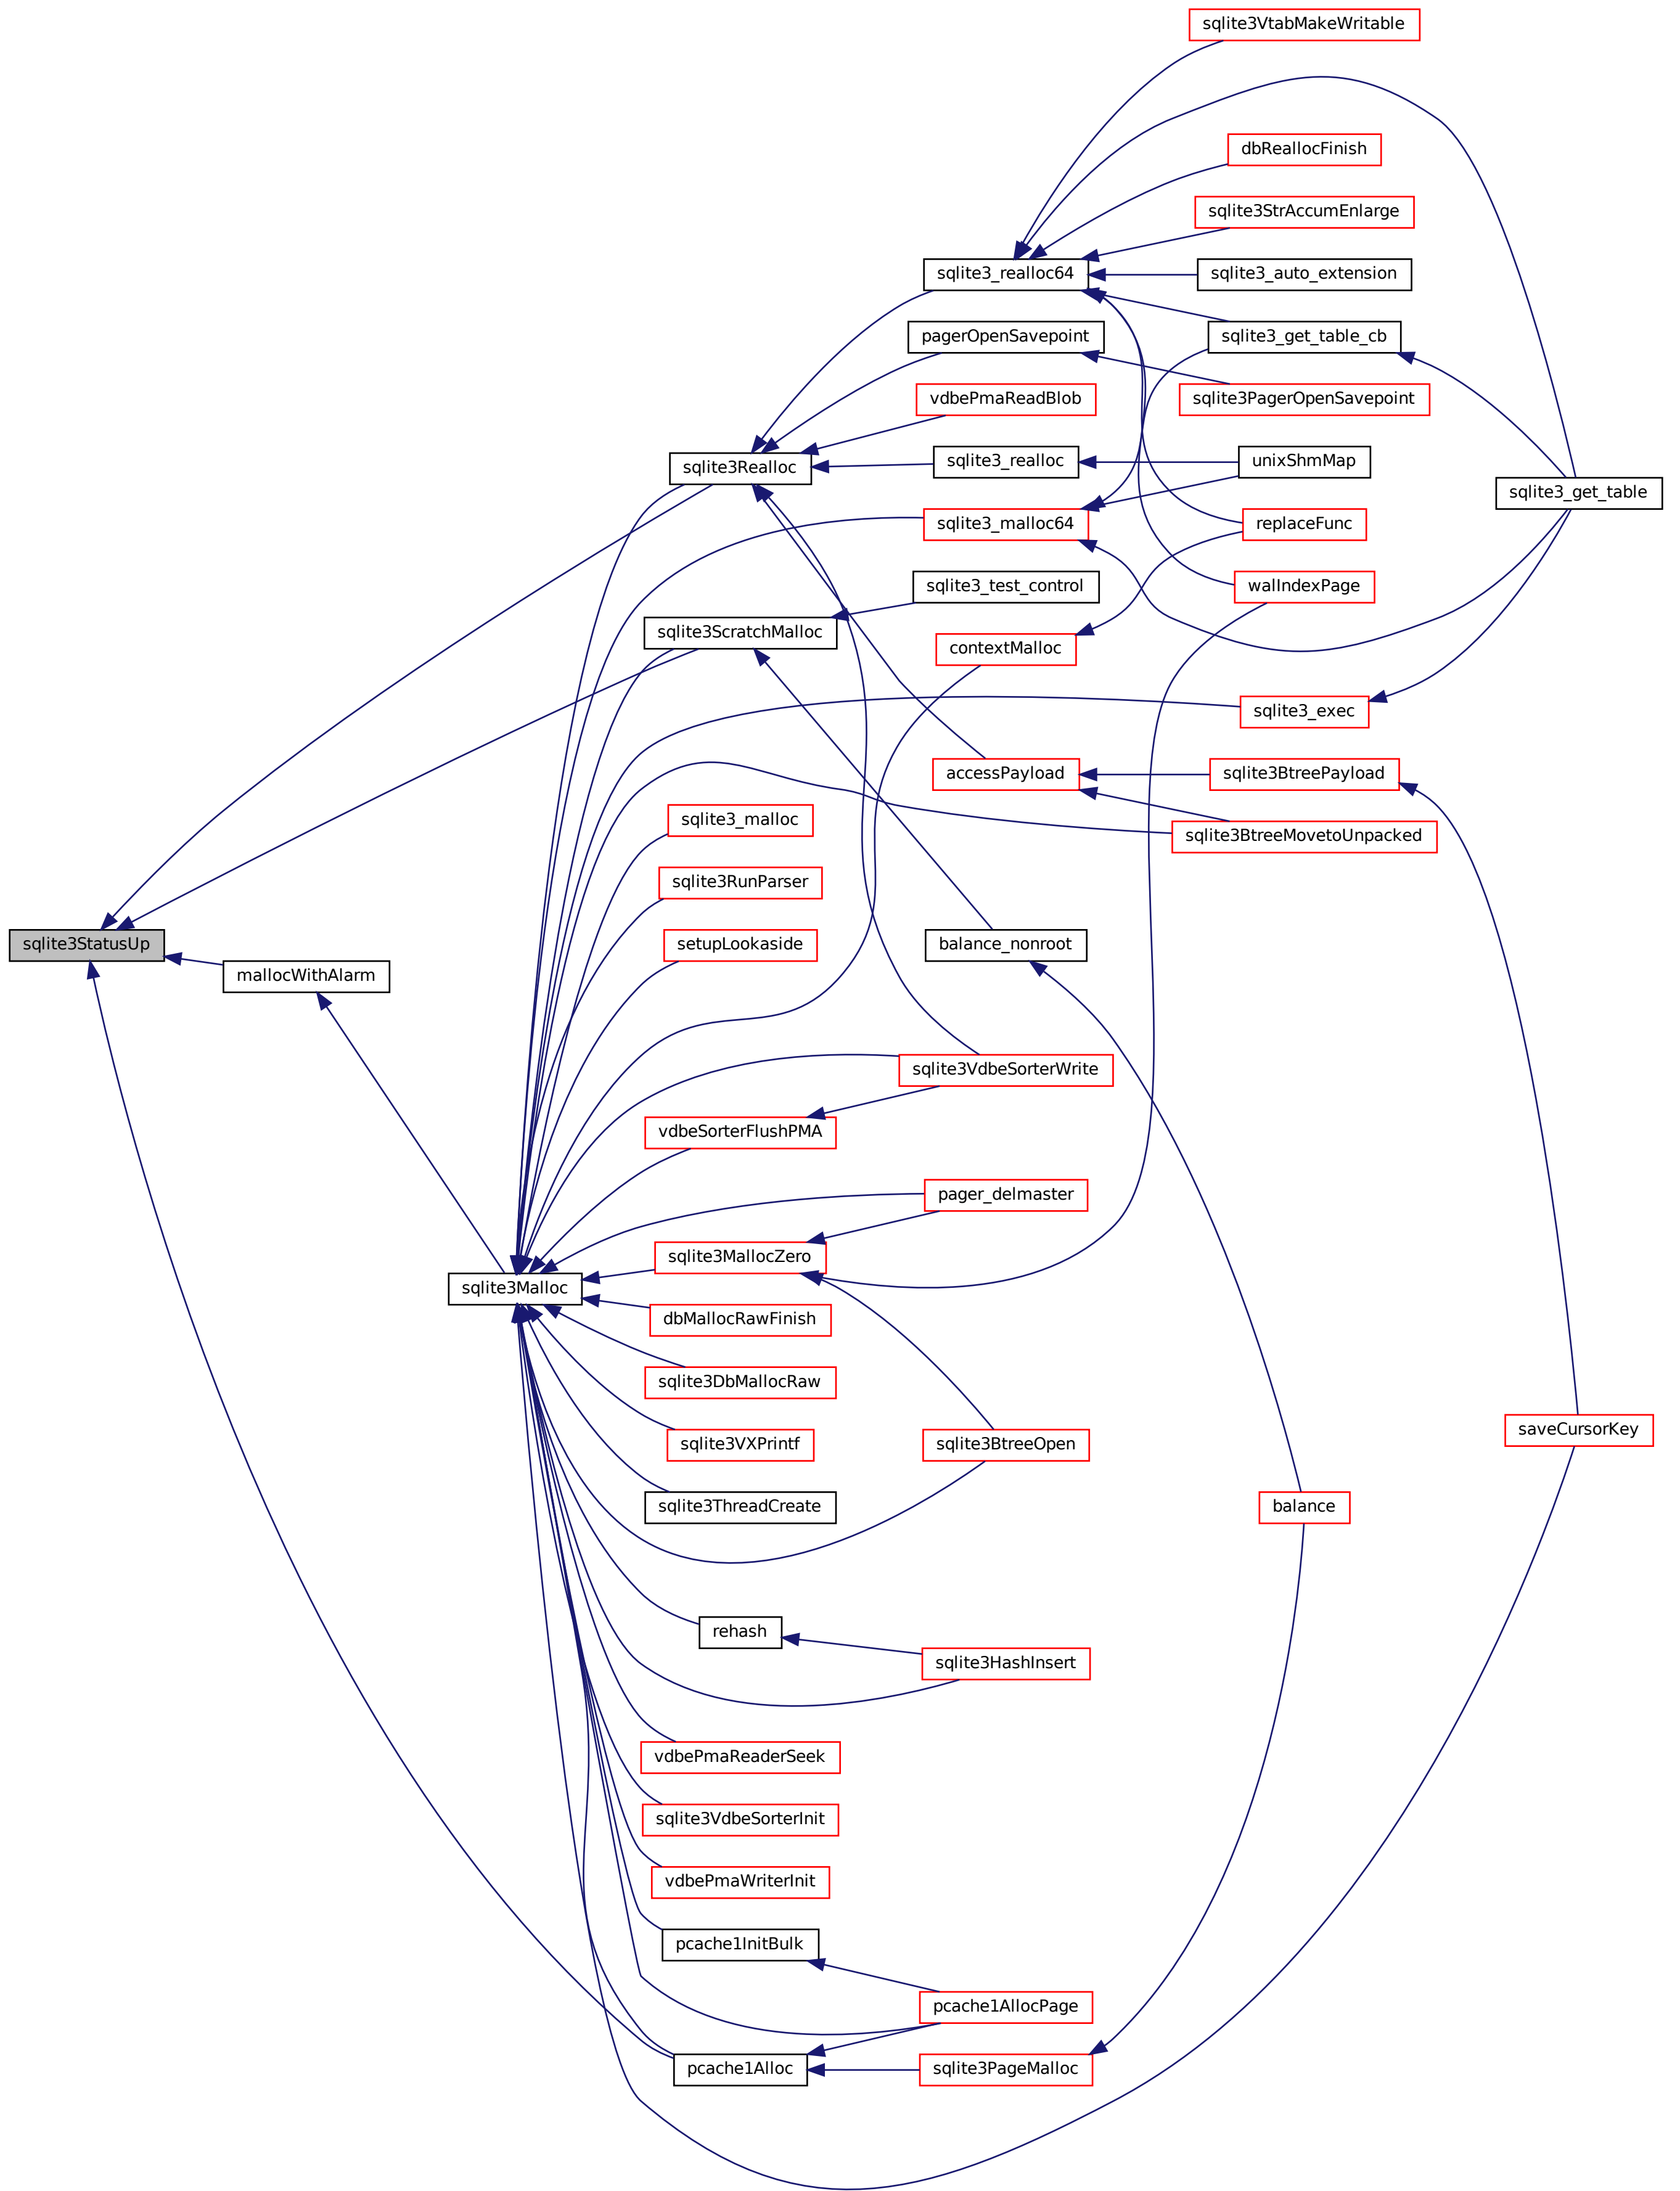 sqlite3VtabMakeWritable
dbReallocFinish
sqlite3StrAccumEnlarge
sqlite3_realloc64
sqlite3_auto_extension
pagerOpenSavepoint
sqlite3_get_table_cb
vdbePmaReadBlob
sqlite3PagerOpenSavepoint
sqlite3Realloc
sqlite3_realloc
unixShmMap
sqlite3_get_table
sqlite3_malloc64
replaceFunc
sqlite3_test_control
walIndexPage
sqlite3ScratchMalloc
contextMalloc
sqlite3_exec
accessPayload
sqlite3BtreePayload
sqlite3_malloc
sqlite3BtreeMovetoUnpacked
sqlite3RunParser
sqlite3StatusUp
setupLookaside
balance_nonroot
mallocWithAlarm
sqlite3VdbeSorterWrite
vdbeSorterFlushPMA
pager_delmaster
sqlite3MallocZero
sqlite3Malloc
dbMallocRawFinish
sqlite3DbMallocRaw
saveCursorKey
sqlite3VXPrintf
sqlite3BtreeOpen
sqlite3ThreadCreate
balance
rehash
sqlite3HashInsert
vdbePmaReaderSeek
sqlite3VdbeSorterInit
vdbePmaWriterInit
pcache1InitBulk
pcache1AllocPage
pcache1Alloc
sqlite3PageMalloc